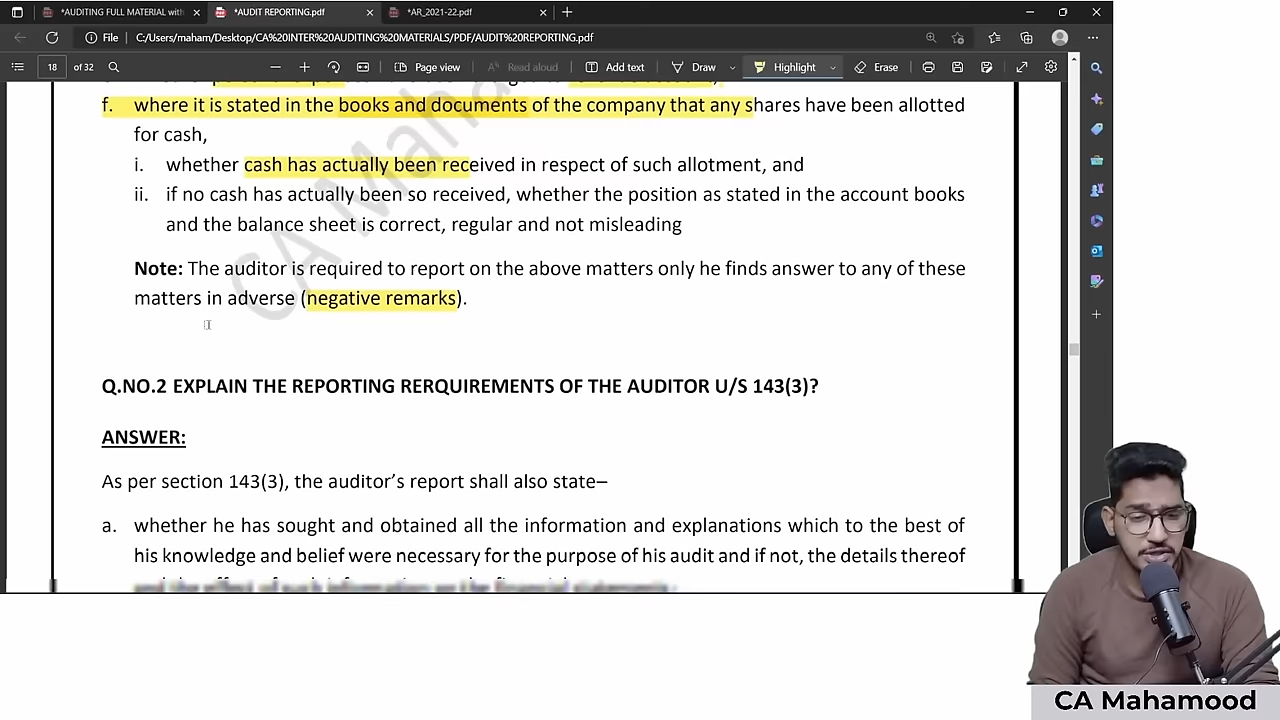 *AUDITING FULL MATERIAL with
*AUDIT REPORTING.pdf
*AR_2021-22.pdf
File
C:/Users/maham/Desktop/CA%20INTER%20AUDITING%20MATERIALS/PDF/AUDIT%20REPORTING.pdf
18 of 32
Page view
Read aloud
Add text
Draw
Highlight
Erase
f. where it is stated in the books and documents of the company that any shares have been allotted
for cash,
i. whether cash has actually been received in respect of such allotment, and
ii. if no cash has actually been so received, whether the position as stated in the account books
and the balance sheet is correct, regular and not misleading
Note: The auditor is required to report on the above matters only he finds answer to any of these
matters in adverse (negative remarks).
Q.NO.2 EXPLAIN THE REPORTING RERQUIREMENTS OF THE AUDITOR U/S 143(3)?
ANSWER:
As per section 143(3), the auditor's report shall also state–
a. whether he has sought and obtained all the information and explanations which to the best of
his knowledge and belief were necessary for the purpose of his audit and if not, the details thereof
CA Maha
CA Mahamood